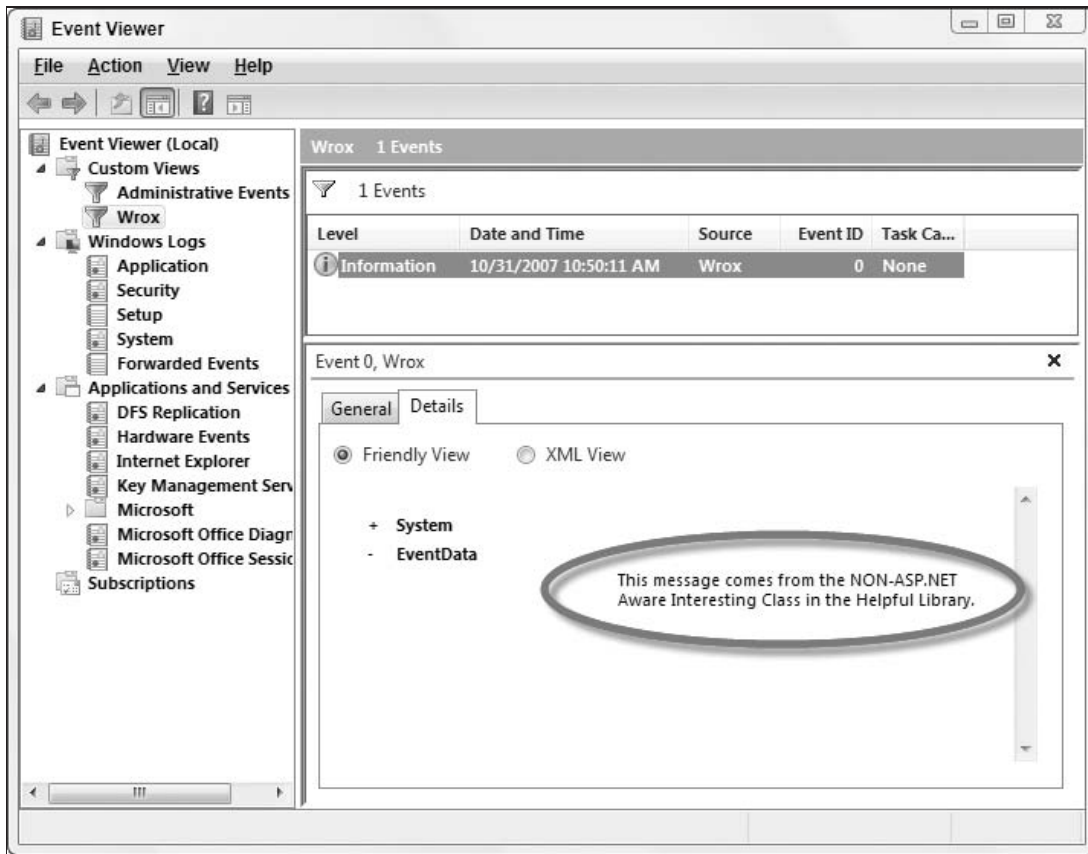 Event Viewer
File Action View Help
Event Viewer (Local)
Custom Views
Administrative Events
Wrox
Windows Logs
Application
Security
Setup
System
Forwarded Events
Applications and Services
DFS Replication
Hardware Events
Internet Explorer
Key Management Serv
Microsoft
Microsoft Office Diagn
Microsoft Office Sessic
Subscriptions
Wrox 1 Events
1 Events
Level Date and Time Source Event ID Task Ca...
Information 10/31/2007 10:50:11 AM Wrox 0 None
Event 0, Wrox
General Details
Friendly View XML View
+ System
- EventData
This message comes from the NON-ASP.NET
Aware Interesting Class in the Helpful Library.